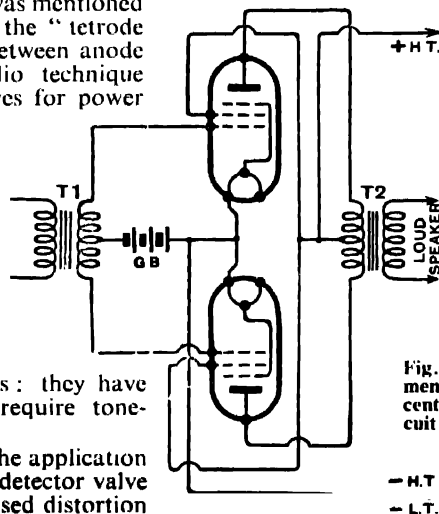 was mentioned
the “ tetrode
etween anode
dio technique
es for power
T1
GB
T2
+H T.
LOUD
SPEAKER
s : they have
require tone-
he application
detector valve
sed distortion
Fig.
men
cent
cuit
– H.T
– L.T.